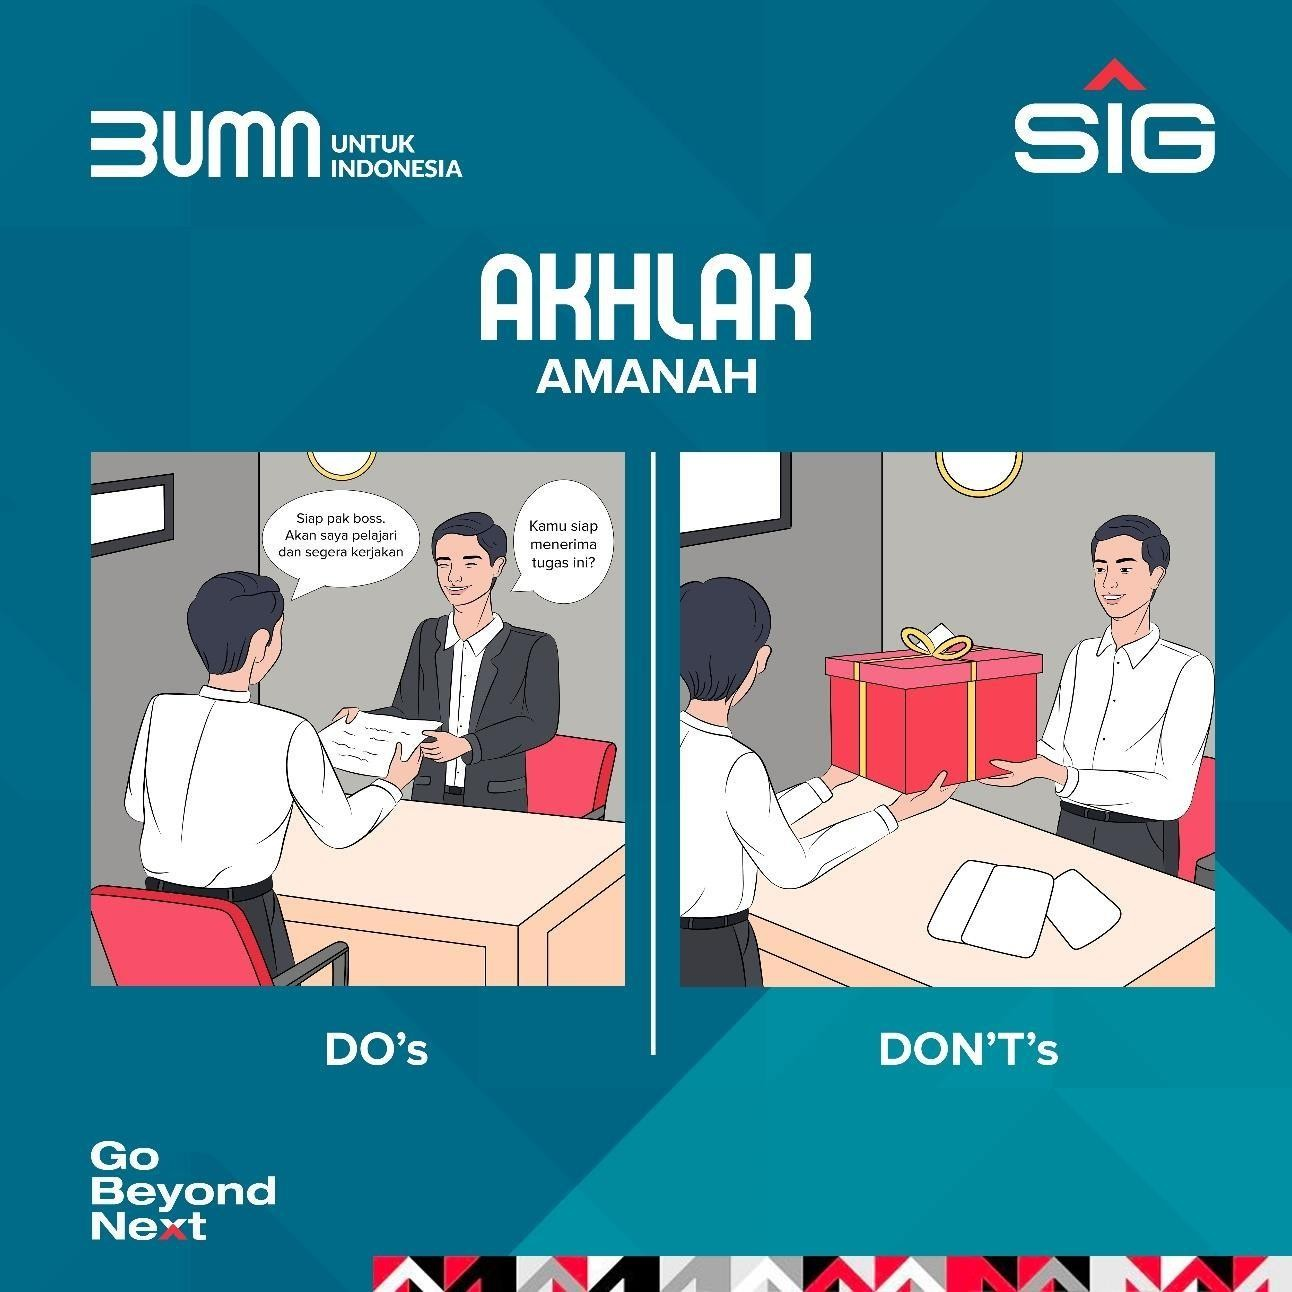 BUMN UNTUK
INDONESIA
SIG
AKHLAK
AMANAH
Siap pak boss.
Akan saya pelajari
dan segera kerjakan
Kamu siap
menerima
tugas ini?
DO's
DON'T's
Go
Beyond
Next